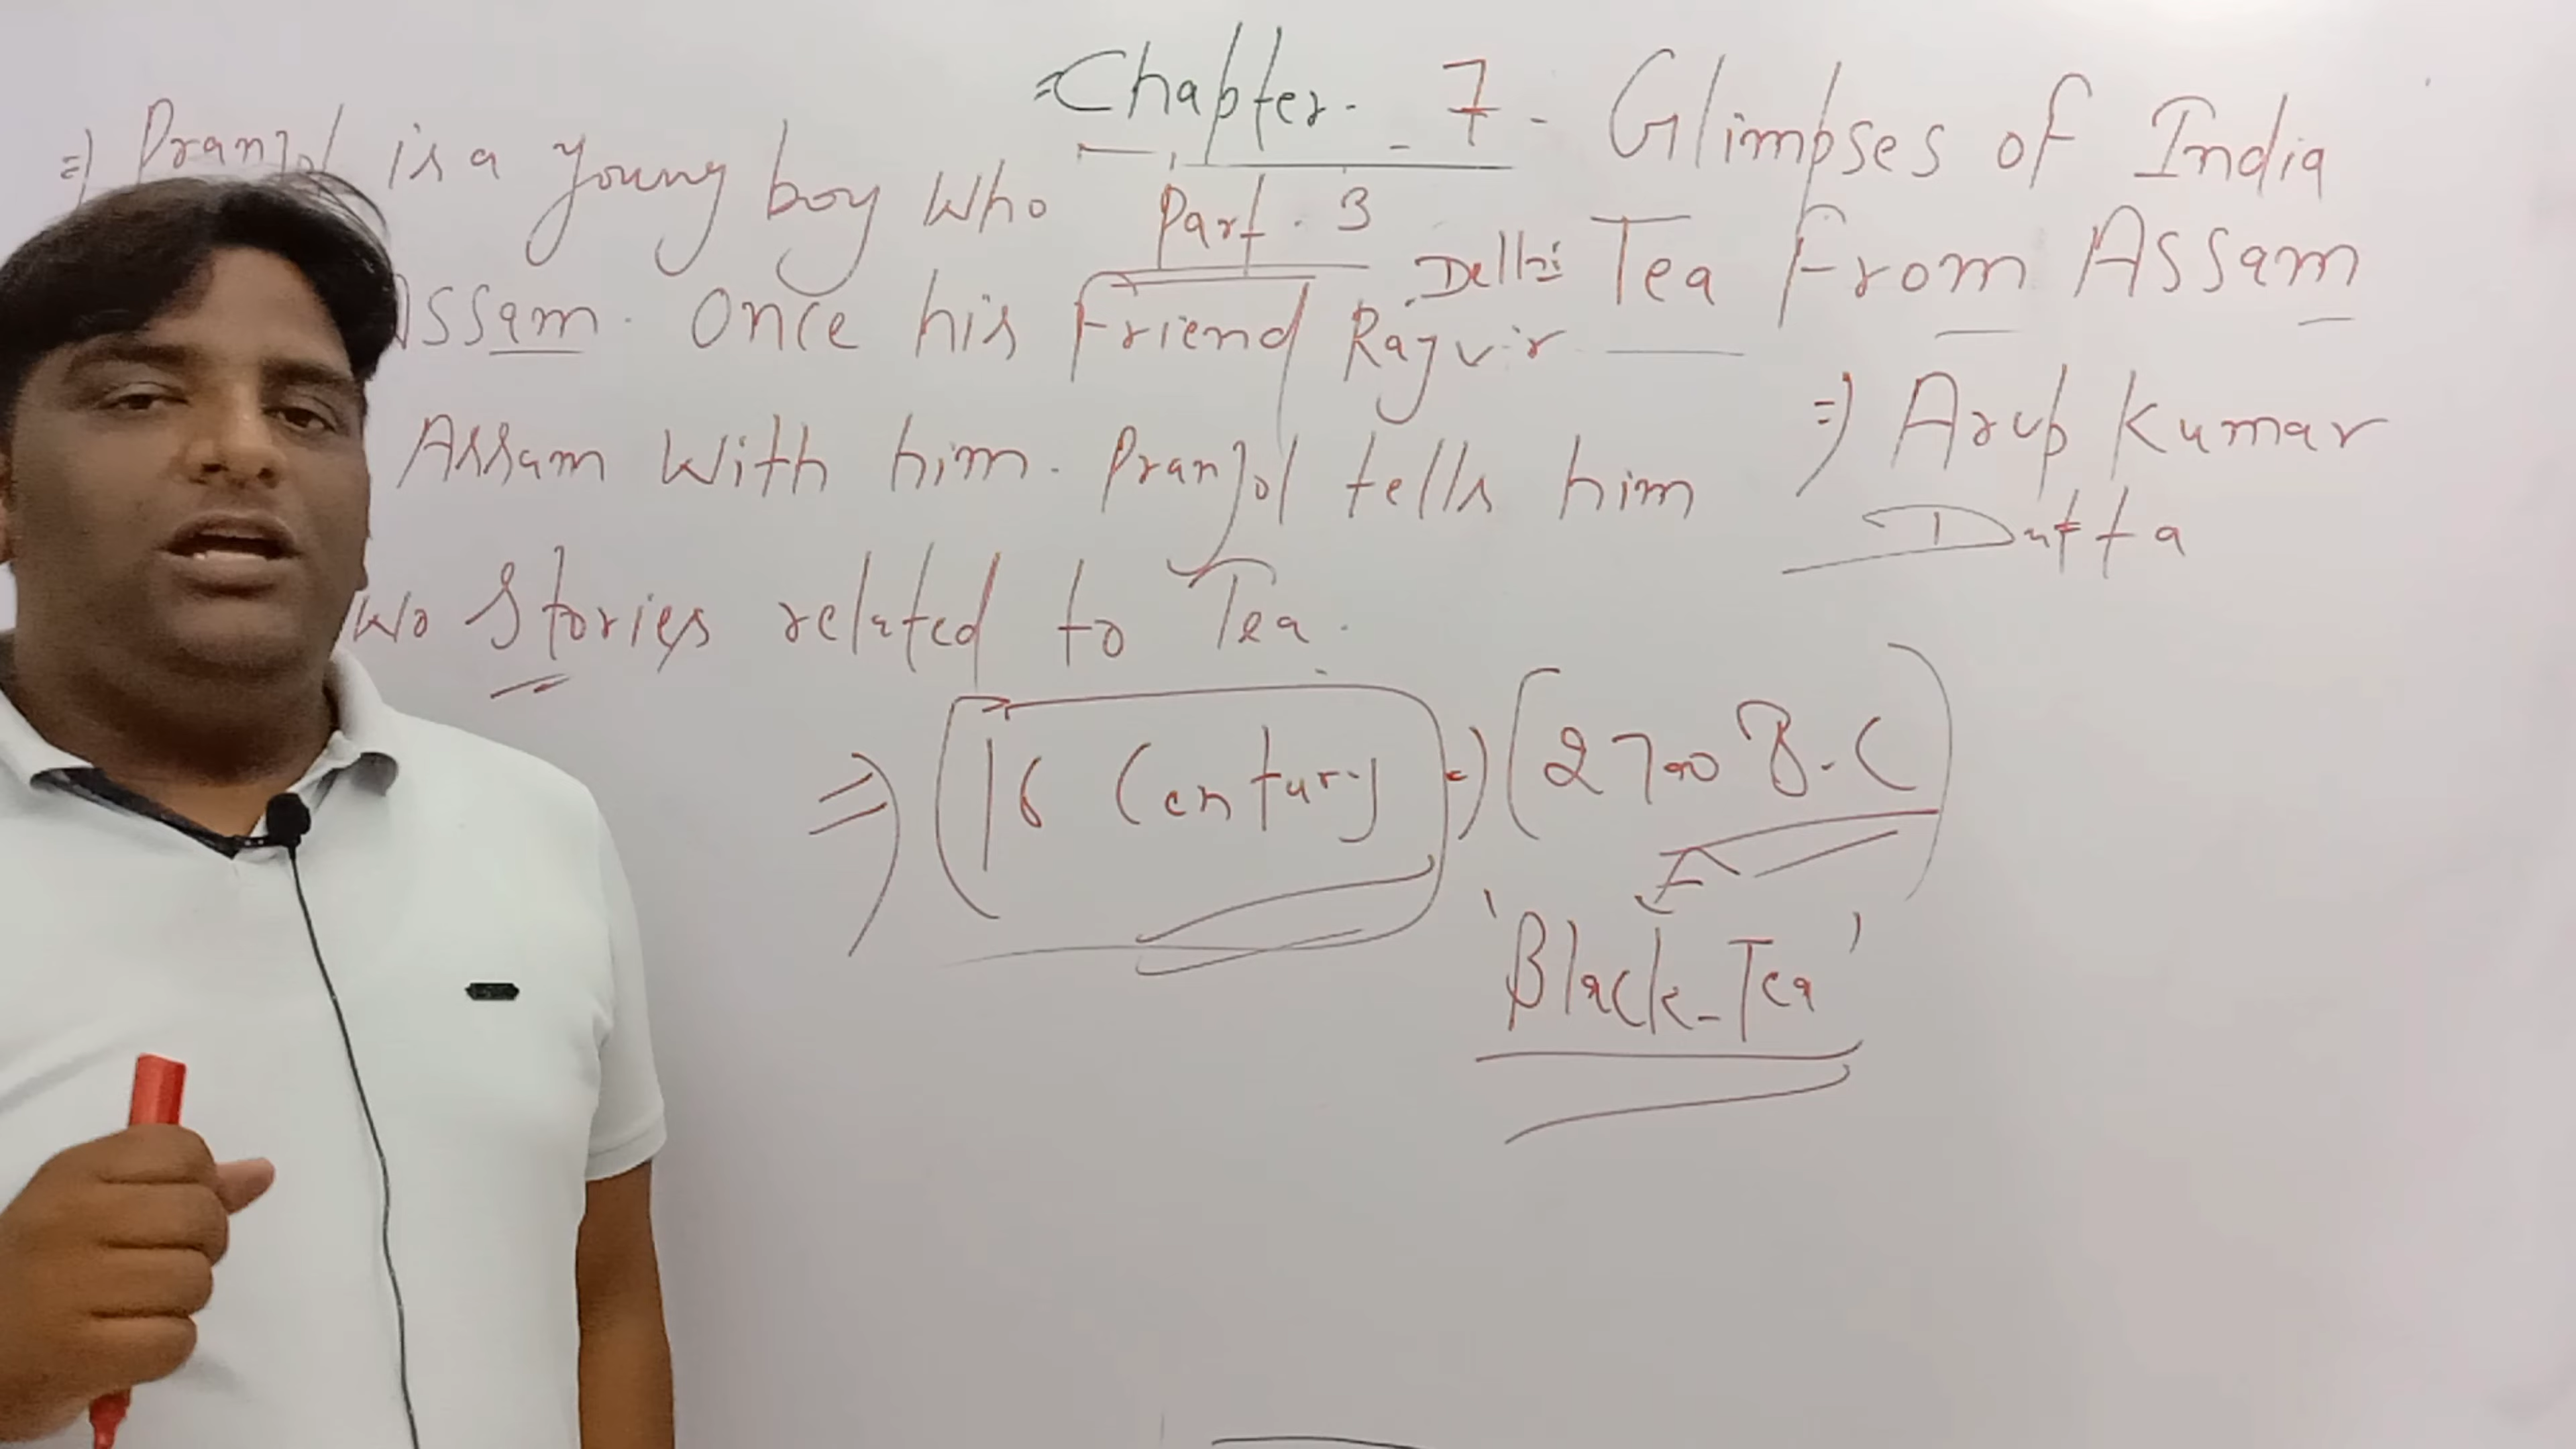 ⇒ Chapter - 7 - Glimpses of India
Part . 3
Tea From Assam
⇒ Arup Kumar
Dutta
⇒ Pranjol is a young boy who
Assam. Once his Friend Rajvir
Delhi
Assam with him. Pranjol tells him
wo Stories related to Tea.
⇒ 16 Century ⇒ (2700 B.C)
'Black-Tea'